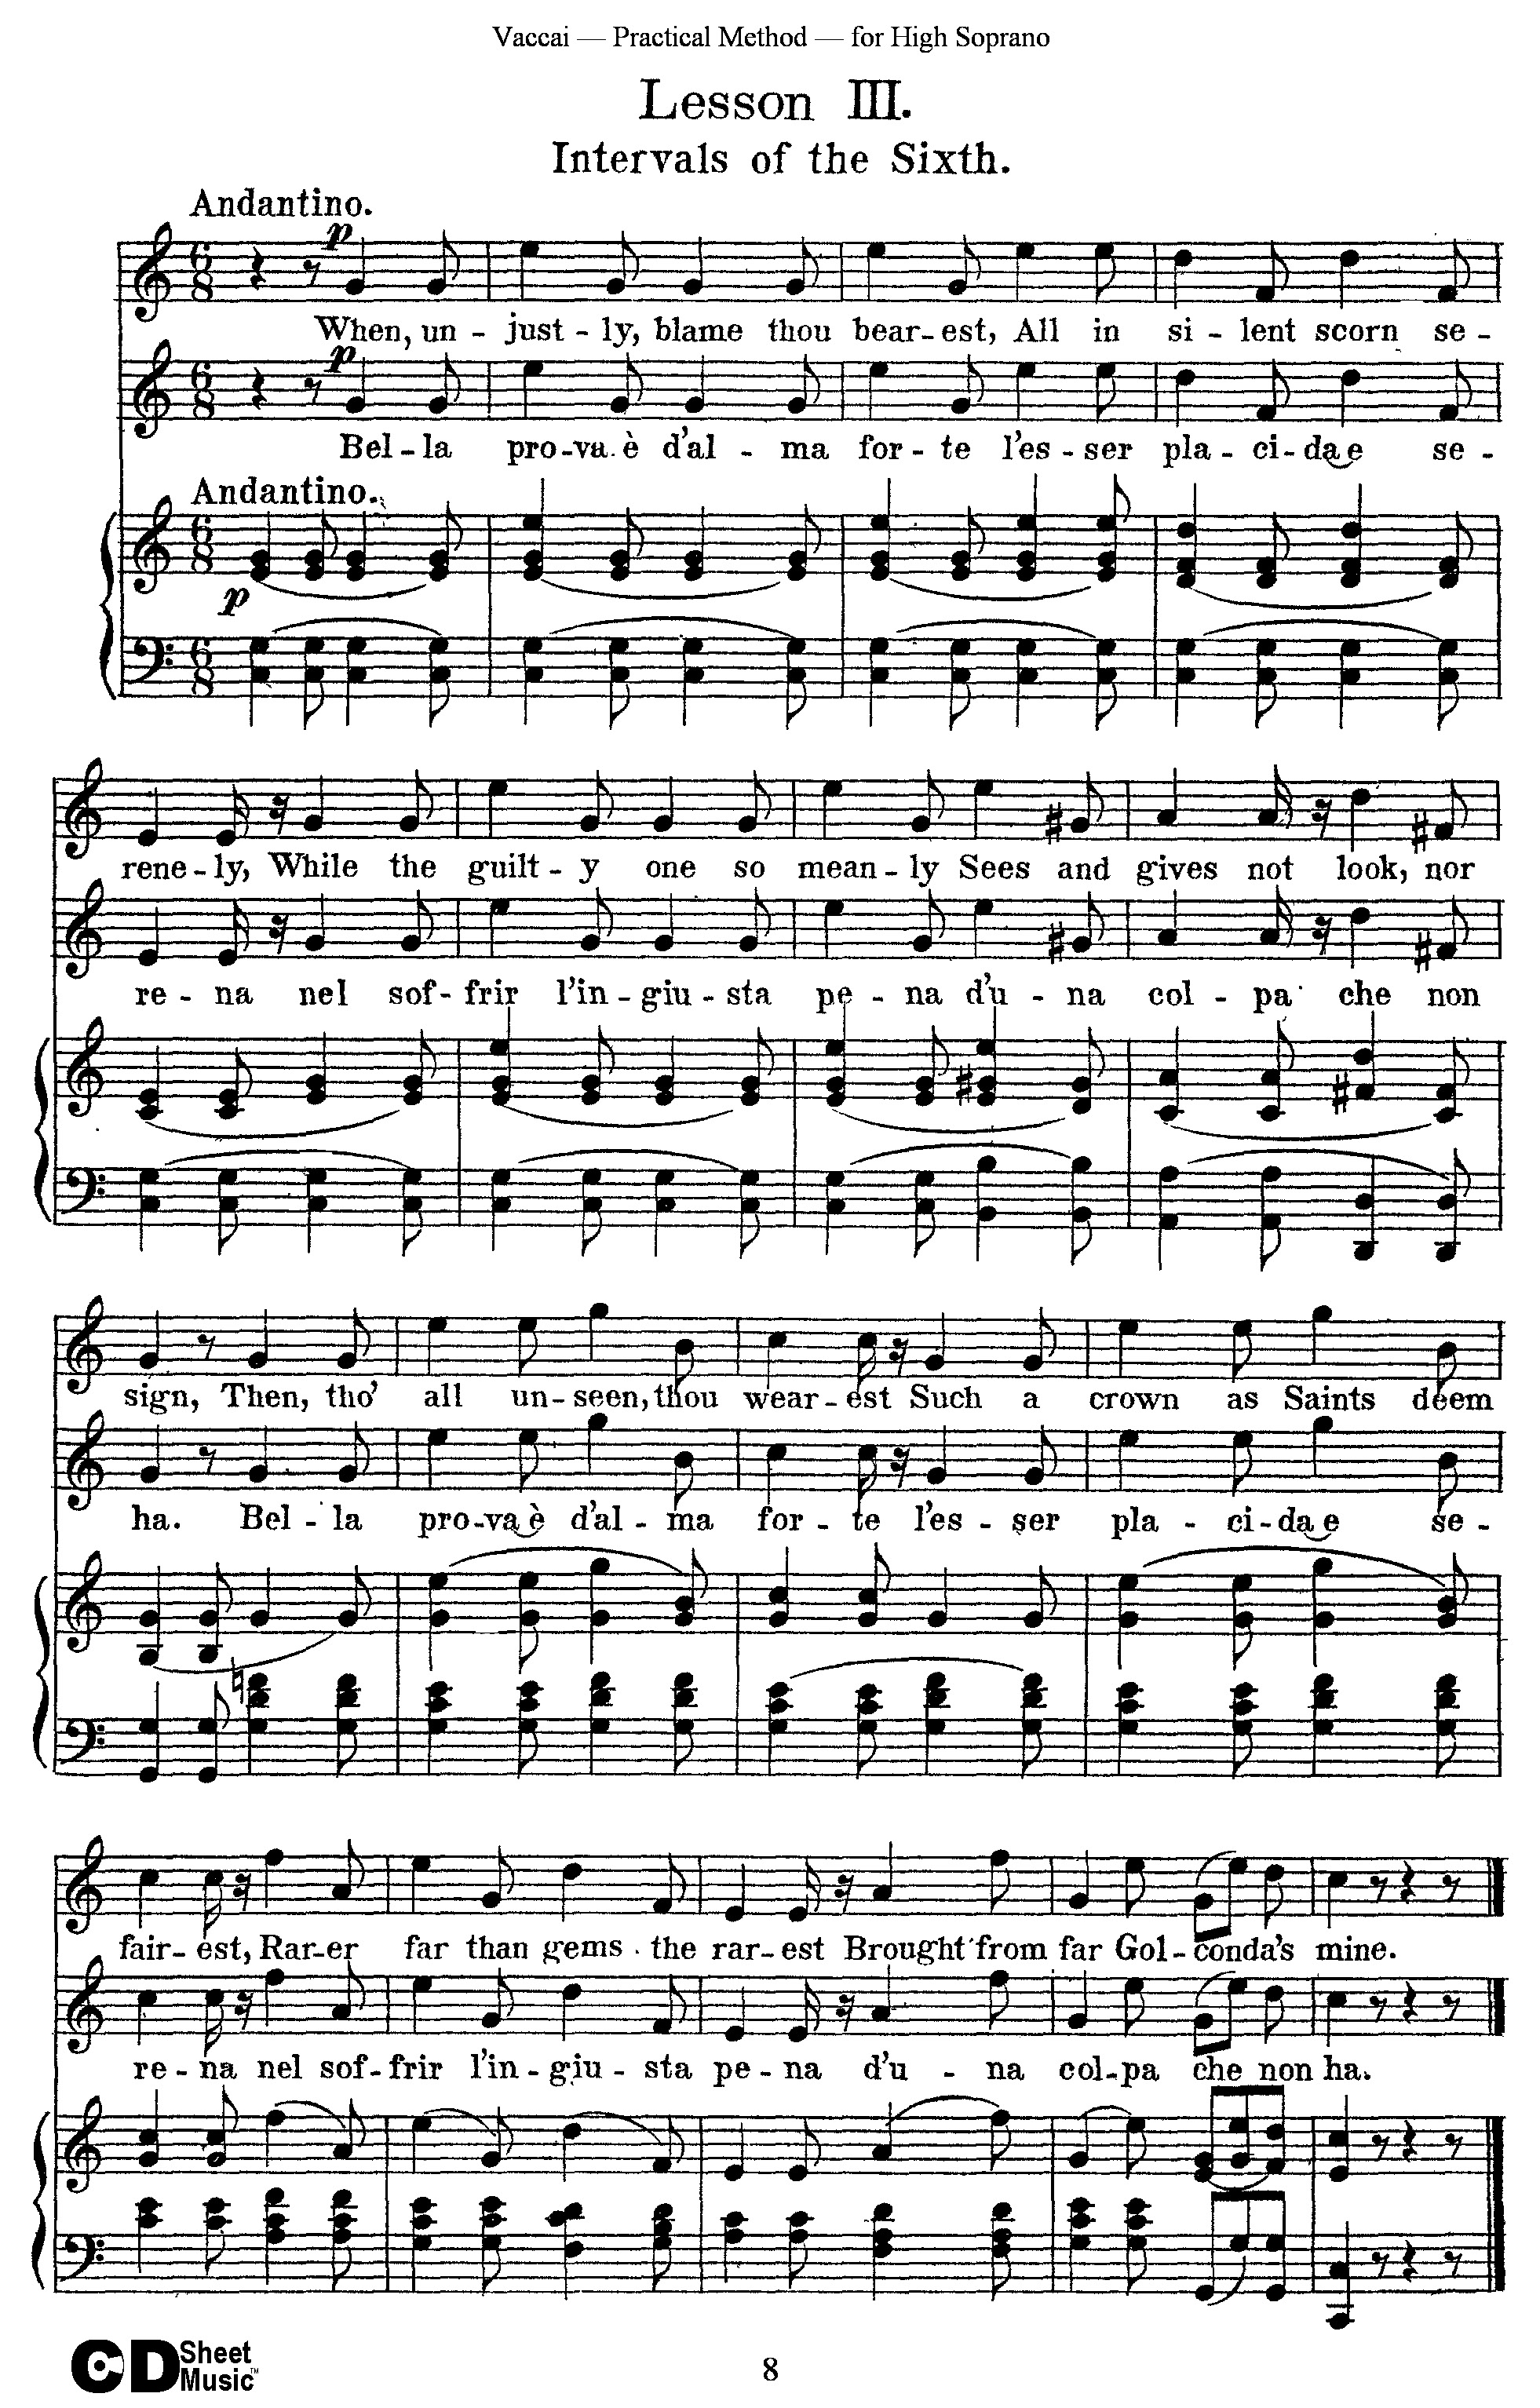 Vaccai — Practical Method — for High Soprano
Lesson III.
Intervals of the Sixth.
Andantino.
p
When, un - just - ly, blame thou bear - est, All in si - lent scorn se -
p
Bel - la pro - va è d'al - ma for - te l'es - ser pla - ci - da e se -
Andantino.
p
rene - ly, While the guilt - y one so mean - ly Sees and gives not look, nor
re - na nel sof - frir l'in - giu - sta pe - na d'u - na col - pa che non
sign, Then, tho' all un - seen, thou wear - est Such a crown as Saints deem
ha. Bel - la pro - va è d'al - ma for - te l'es - ser pla - ci - da e se -
fair - est, Rar - er far than gems the rar - est Brought from far Gol - conda's mine.
re - na nel sof - frir l'in - giu - sta pe - na d'u - na col - pa che non ha.
CD Sheet Music™
8